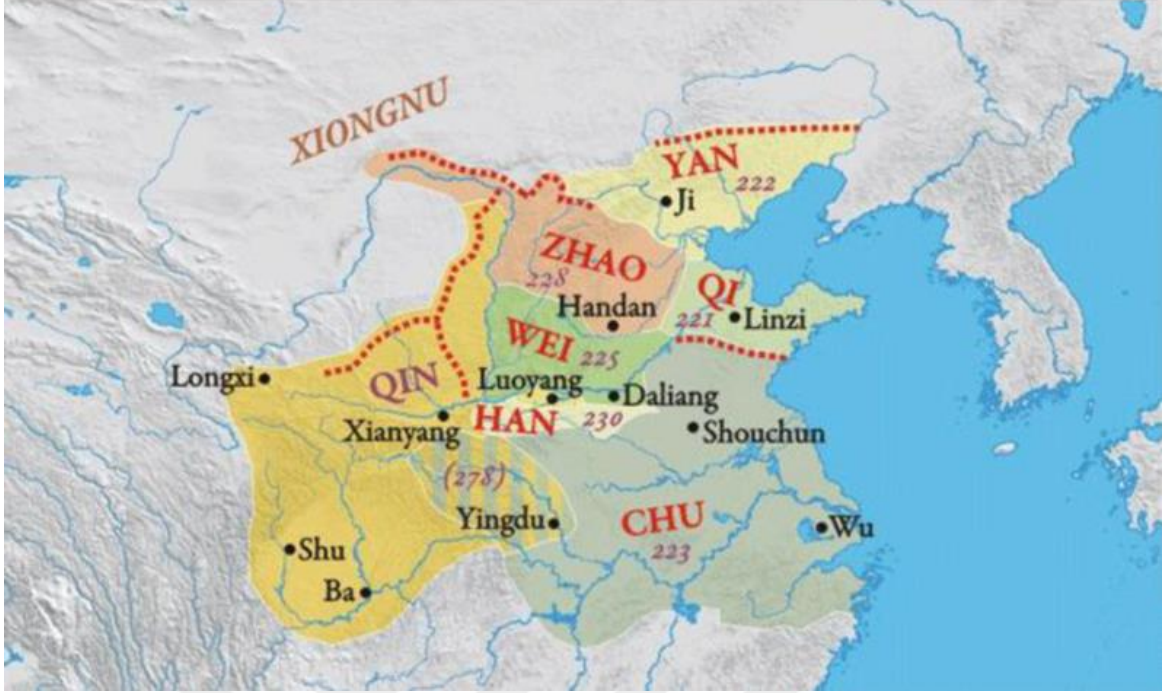 XIONGNU
YAN
222
Ji
ZHAO
228
Handan
QI
221
Linzi
WEI 225
Longxi
QIN
Luoyang
Daliang
HAN
230
Xianyang
Shouchun
(278)
Yingdu
CHU
223
Wu
Shu
Ba